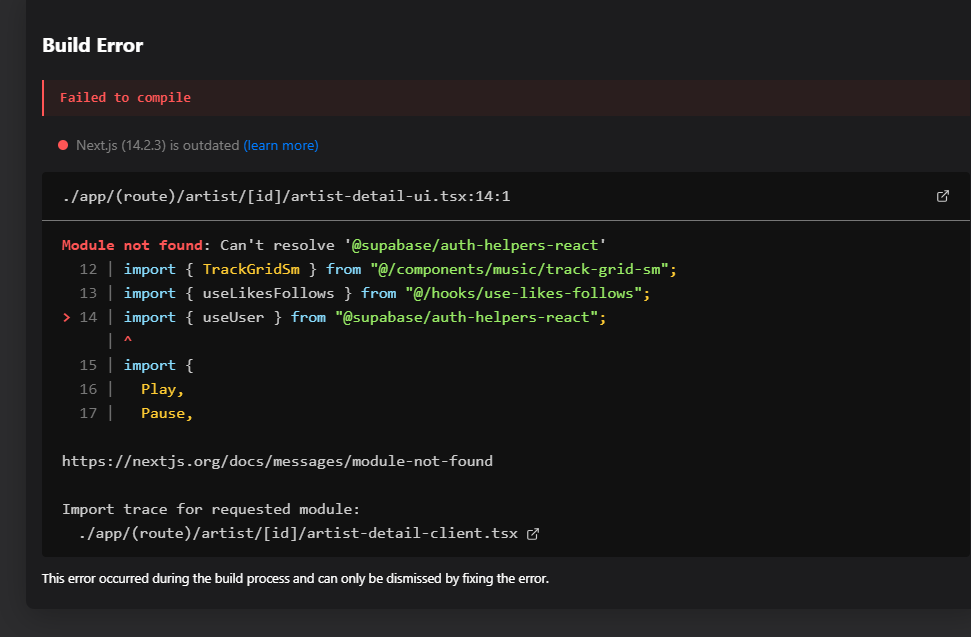 Build Error
Failed to compile
Next.js (14.2.3) is outdated (learn more)
./app/(route)/artist/[id]/artist-detail-ui.tsx:14:1
Module not found: Can't resolve '@supabase/auth-helpers-react'
12 | import { TrackGridSm } from "@/components/music/track-grid-sm";
13 | import { useLikesFollows } from "@/hooks/use-likes-follows";
> 14 | import { useUser } from "@supabase/auth-helpers-react";
| ^
15 | import {
16 | Play,
17 | Pause,
https://nextjs.org/docs/messages/module-not-found
Import trace for requested module:
./app/(route)/artist/[id]/artist-detail-client.tsx
This error occurred during the build process and can only be dismissed by fixing the error.